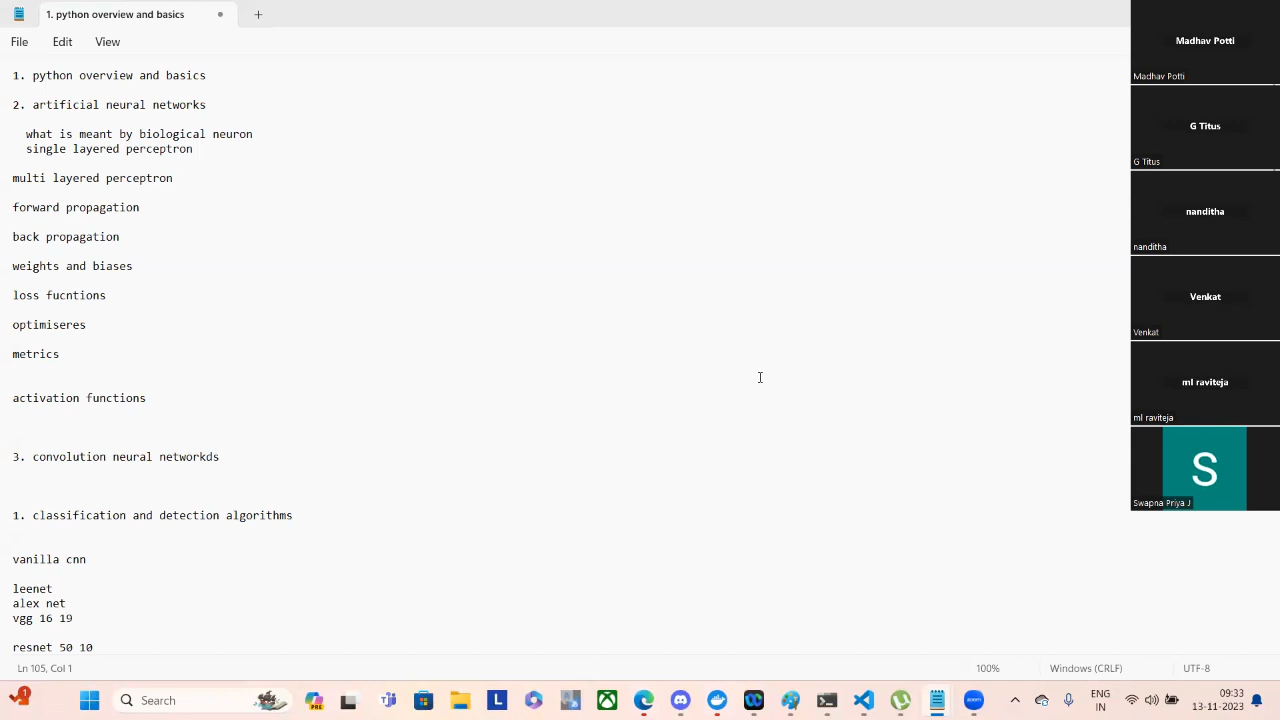 1. python overview and basics
File
Edit
View
1. python overview and basics
2. artificial neural networks
what is meant by biological neuron
single layered perceptron
multi layered perceptron
forward propagation
back propagation
weights and biases
loss fucntions
optimiseres
metrics
activation functions
3. convolution neural networkds
1. classification and detection algorithms
vanilla cnn
leenet
alex net
vgg 16 19
resnet 50 10
Ln 105, Col 1
100%
Windows (CRLF)
UTF-8
Madhav Potti
Madhav Potti
G Titus
G Titus
nanditha
nanditha
Venkat
Venkat
ml raviteja
ml raviteja
S
Swapna Priya J
1
Search
PRE
L
zoom
ENG
IN
09:33
13-11-2023